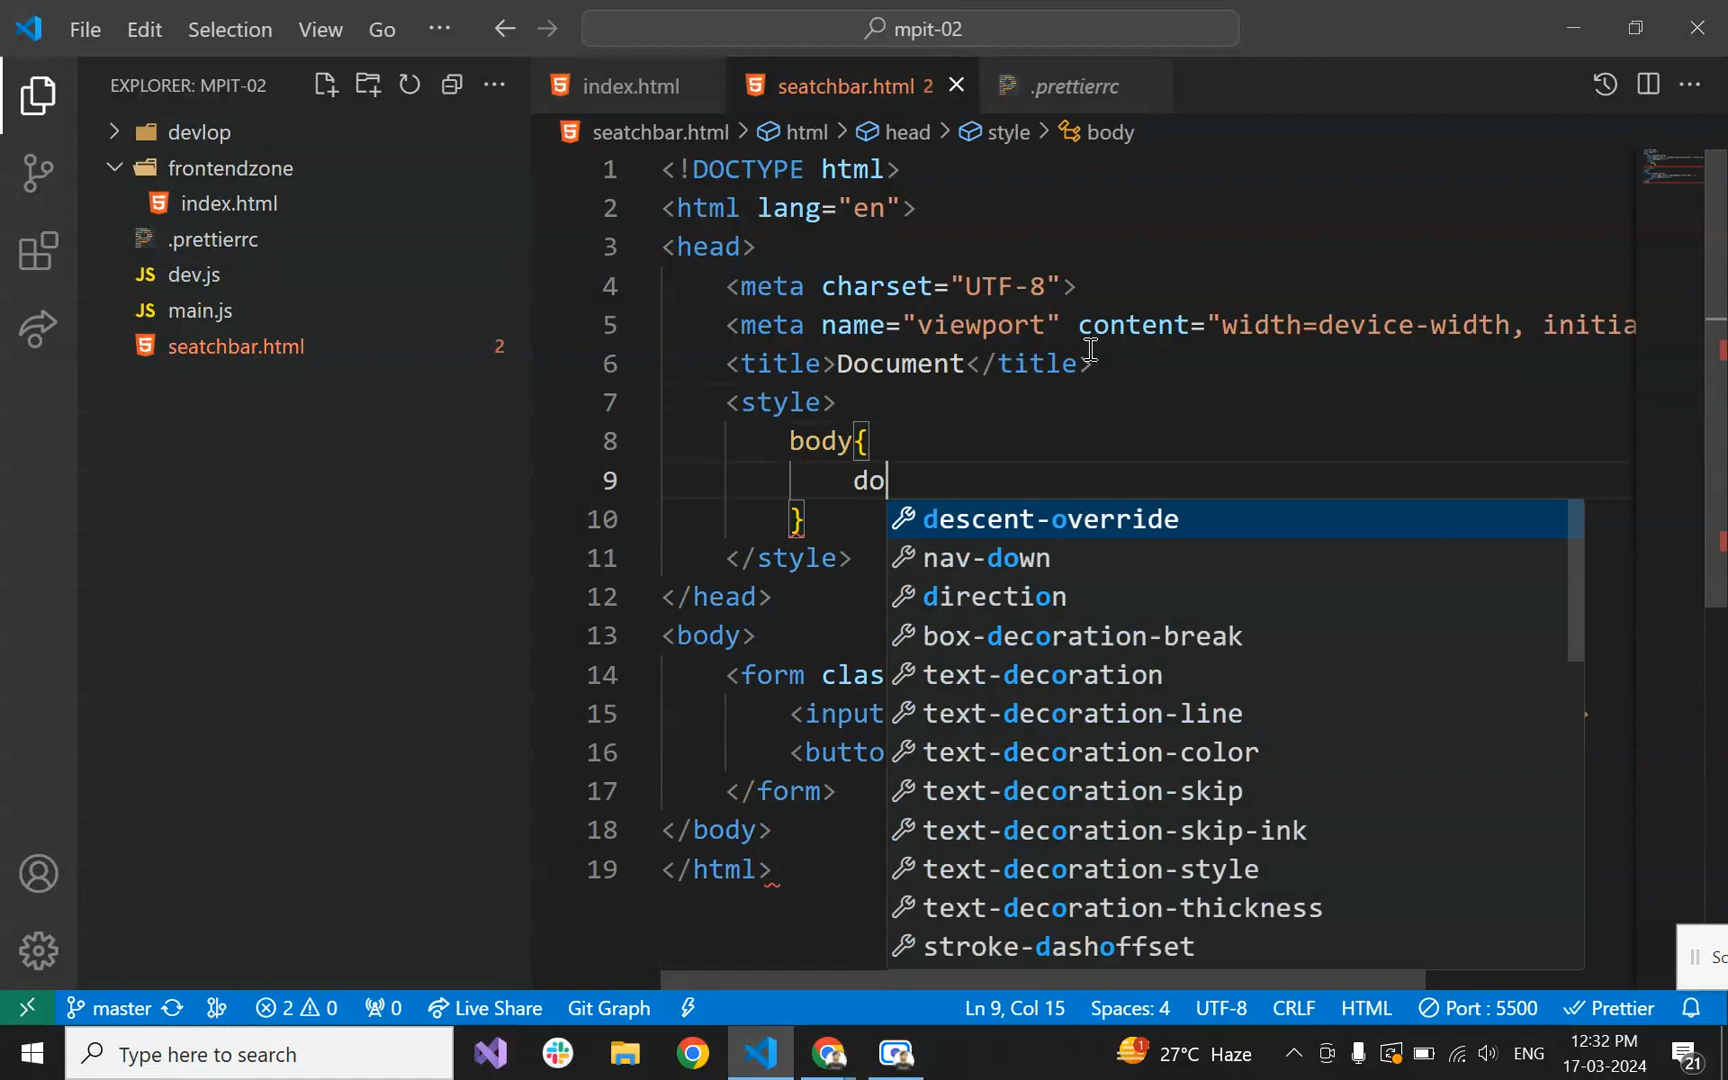 File Edit Selection View Go ··· mpit-02
EXPLORER: MPIT-02
devlop
frontendzone
index.html
.prettierrc
JS dev.js
JS main.js
seatchbar.html 2
index.html
seatchbar.html 2
.prettierrc
seatchbar.html > html > head > style > body
1 <!DOCTYPE html>
2 <html lang="en">
3 <head>
4 <meta charset="UTF-8">
5 <meta name="viewport" content="width=device-width, initia
6 <title>Document</title>
7 <style>
8 body{
9 do
10 }
11 </style>
12 </head>
13 <body>
14 <form clas
15 <input
16 <butto
17 </form>
18 </body>
19 </html>
descent-override
nav-down
direction
box-decoration-break
text-decoration
text-decoration-line
text-decoration-color
text-decoration-skip
text-decoration-skip-ink
text-decoration-style
text-decoration-thickness
stroke-dashoffset
Sc
master 2 0 0 Live Share Git Graph Ln 9, Col 15 Spaces: 4 UTF-8 CRLF HTML Port : 5500 Prettier
Type here to search 1 27°C Haze ENG 12:32 PM
17-03-2024 21